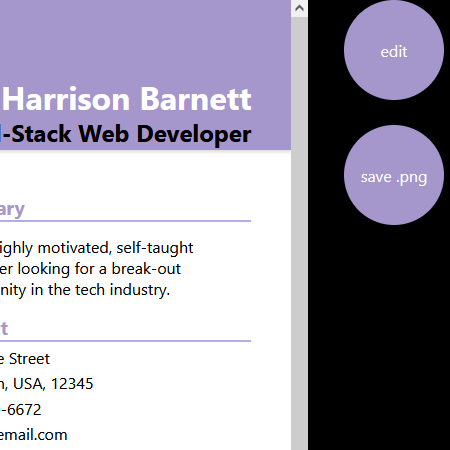 Harrison Barnett
-Stack Web Developer
ary
ighly motivated, self-taught
er looking for a break-out
nity in the tech industry.
t
e Street
n, USA, 12345
-6672
email.com
edit
save .png